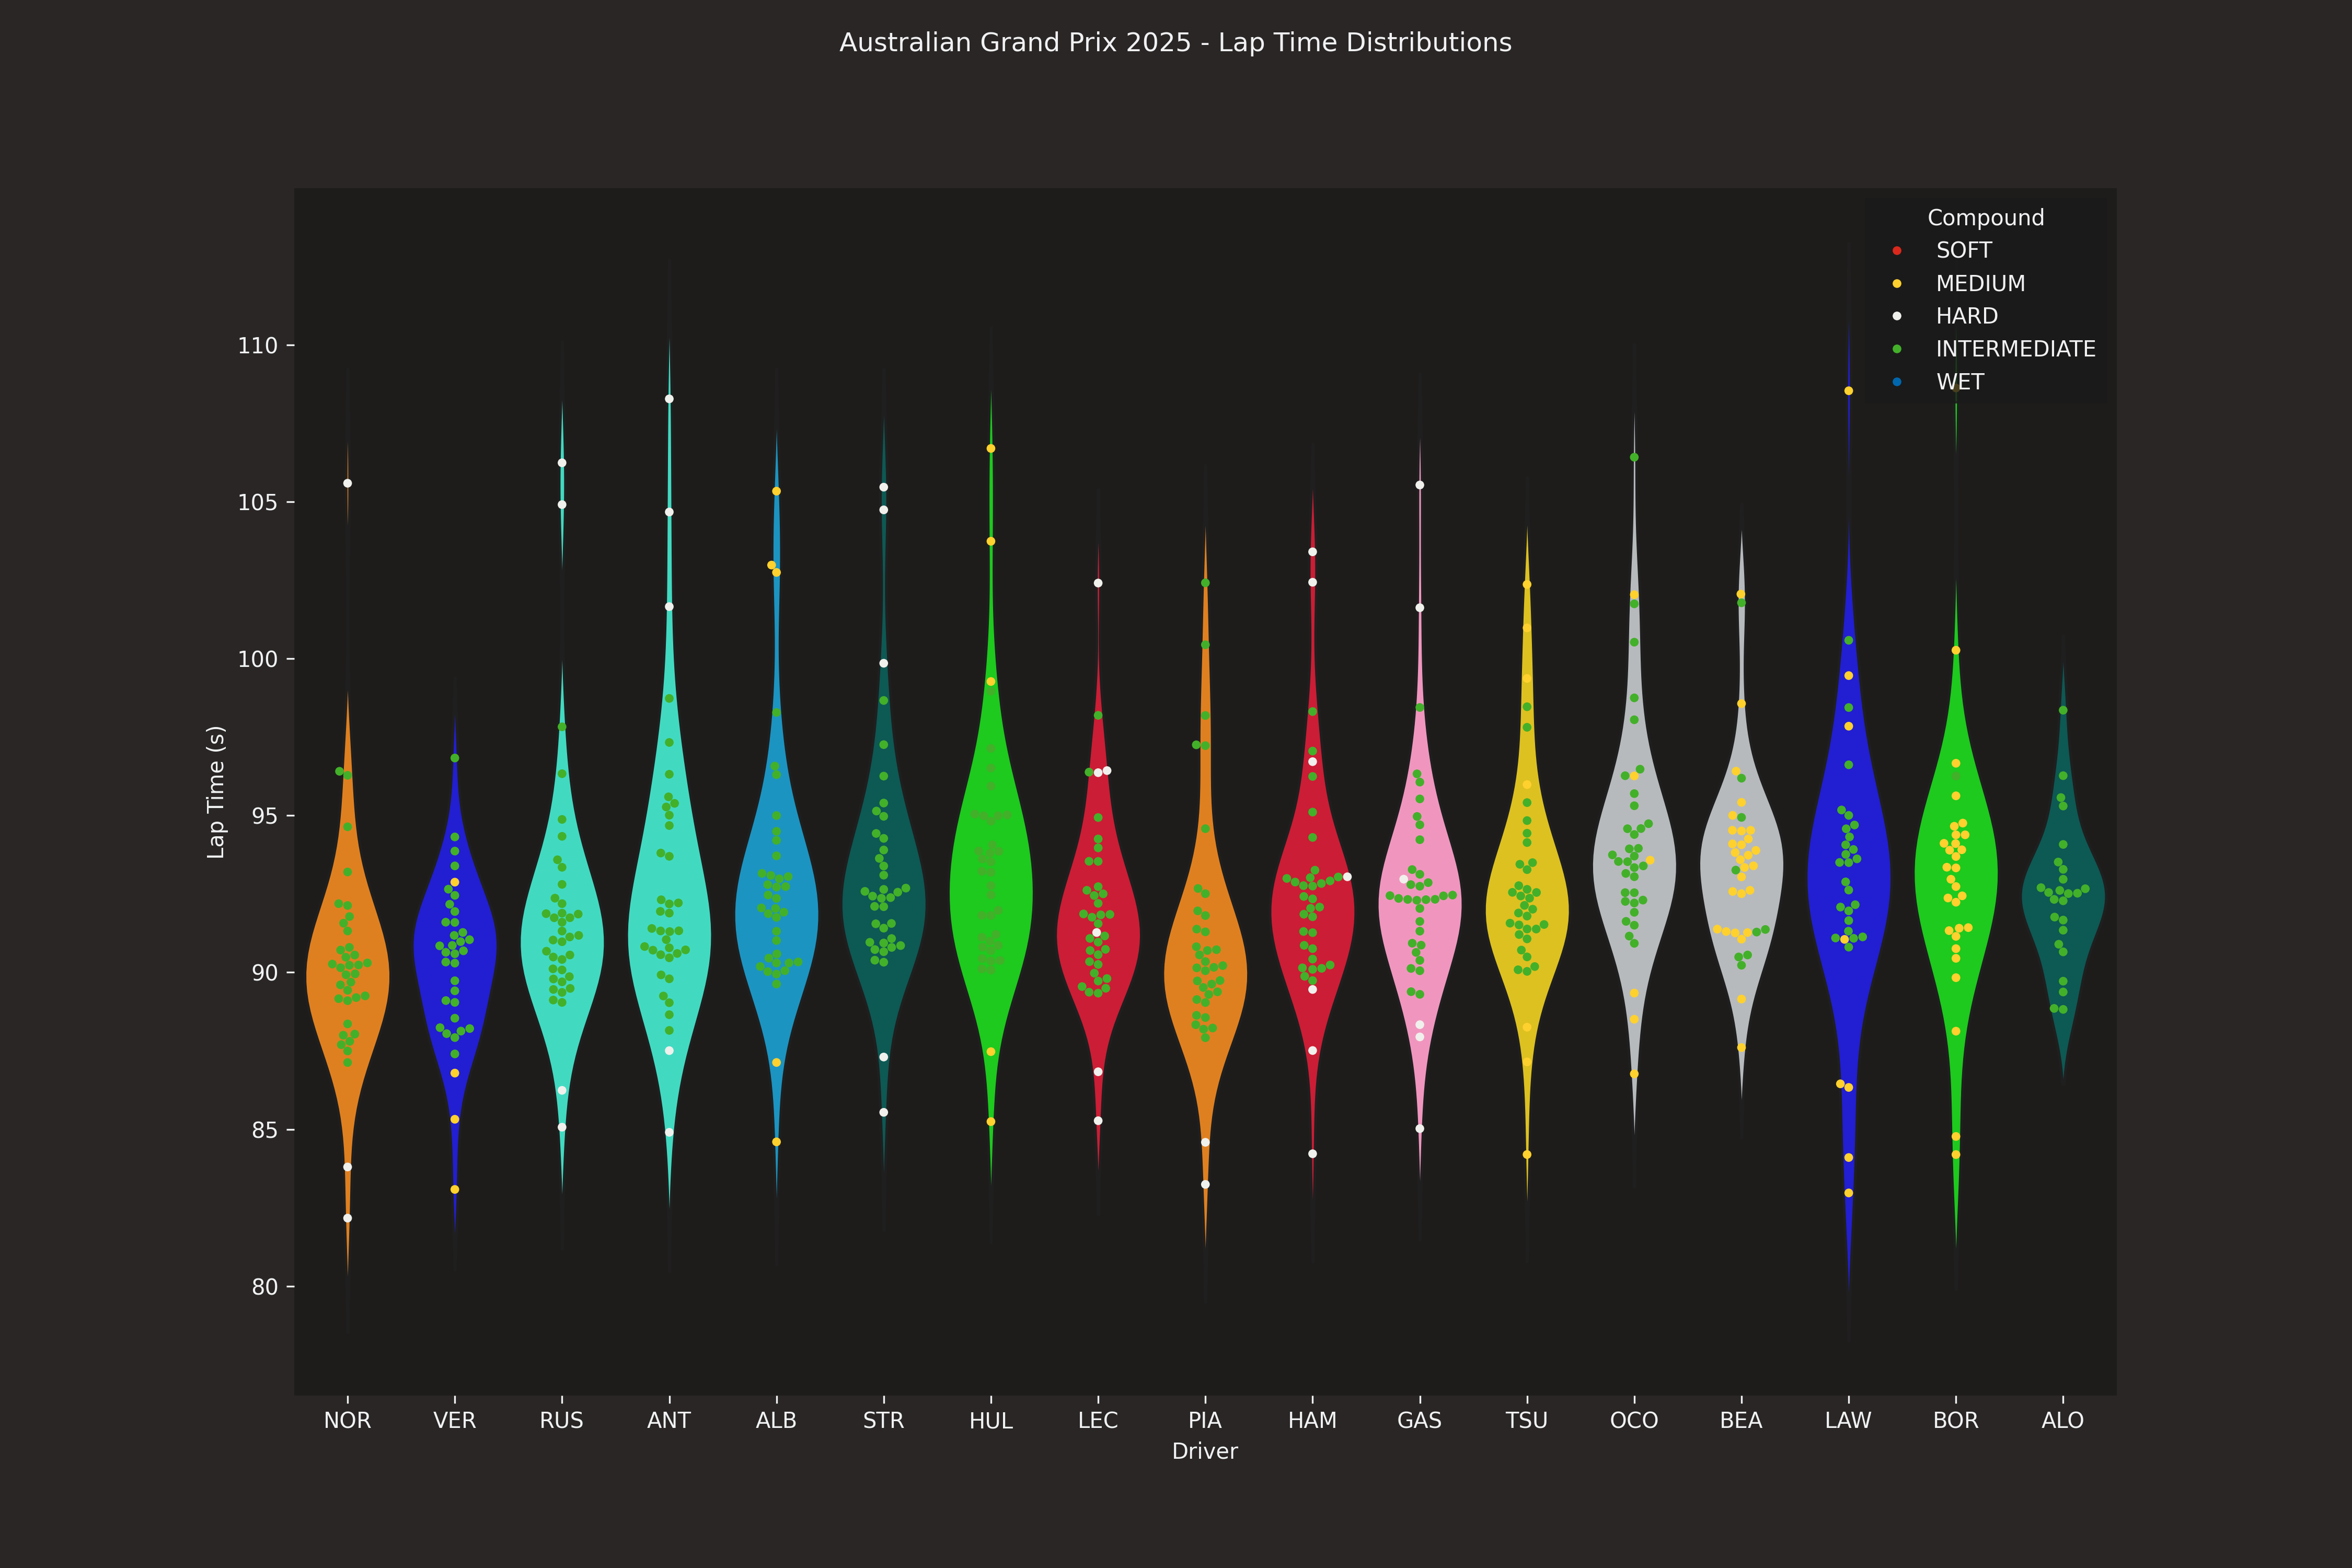 Australian Grand Prix 2025 - Lap Time Distributions
Compound
SOFT
MEDIUM
HARD
INTERMEDIATE
WET
110
105
100
95
90
85
80
Lap Time (s)
NOR VER RUS ANT ALB STR HUL LEC PIA HAM GAS TSU OCO BEA LAW BOR ALO
Driver